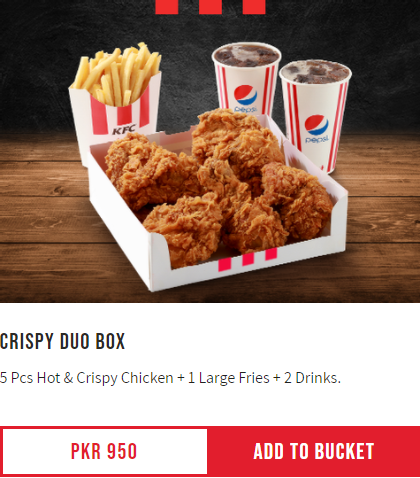 KFC
pepsi
pepsi
CRISPY DUO BOX
5 Pcs Hot & Crispy Chicken + 1 Large Fries + 2 Drinks.
PKR 950
ADD TO BUCKET